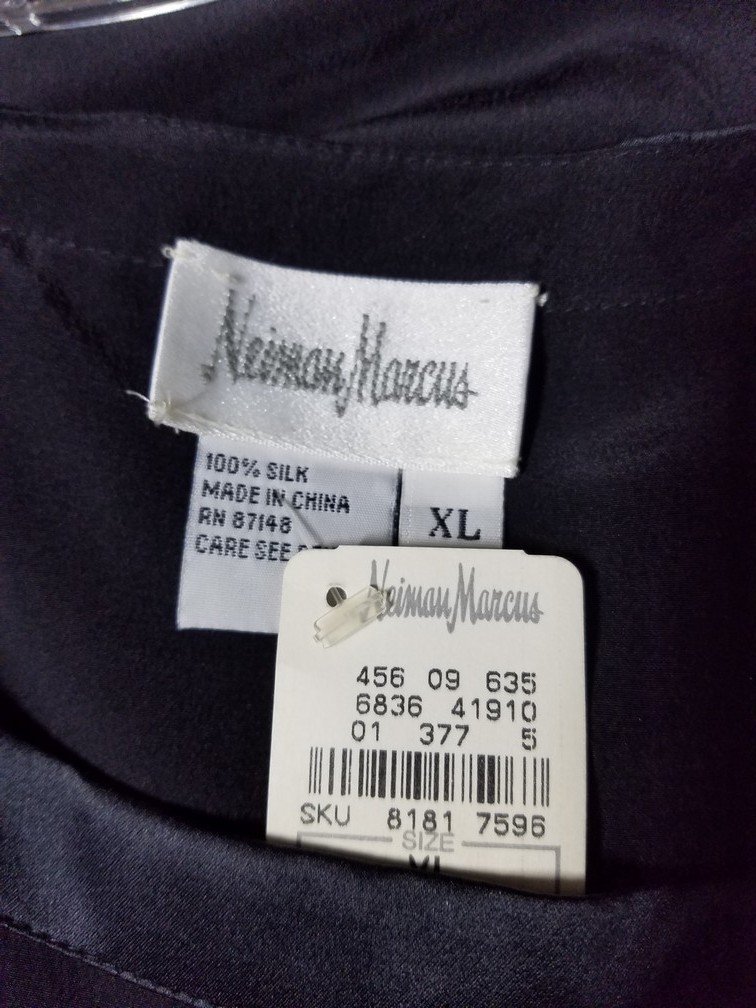 Neiman Marcus
100% SILK
MADE IN CHINA
RN 87148
CARE SEE
XL
Neiman Marcus
456 09 635
6836 41910
01 377 5
SKU 8181 7596
SIZE